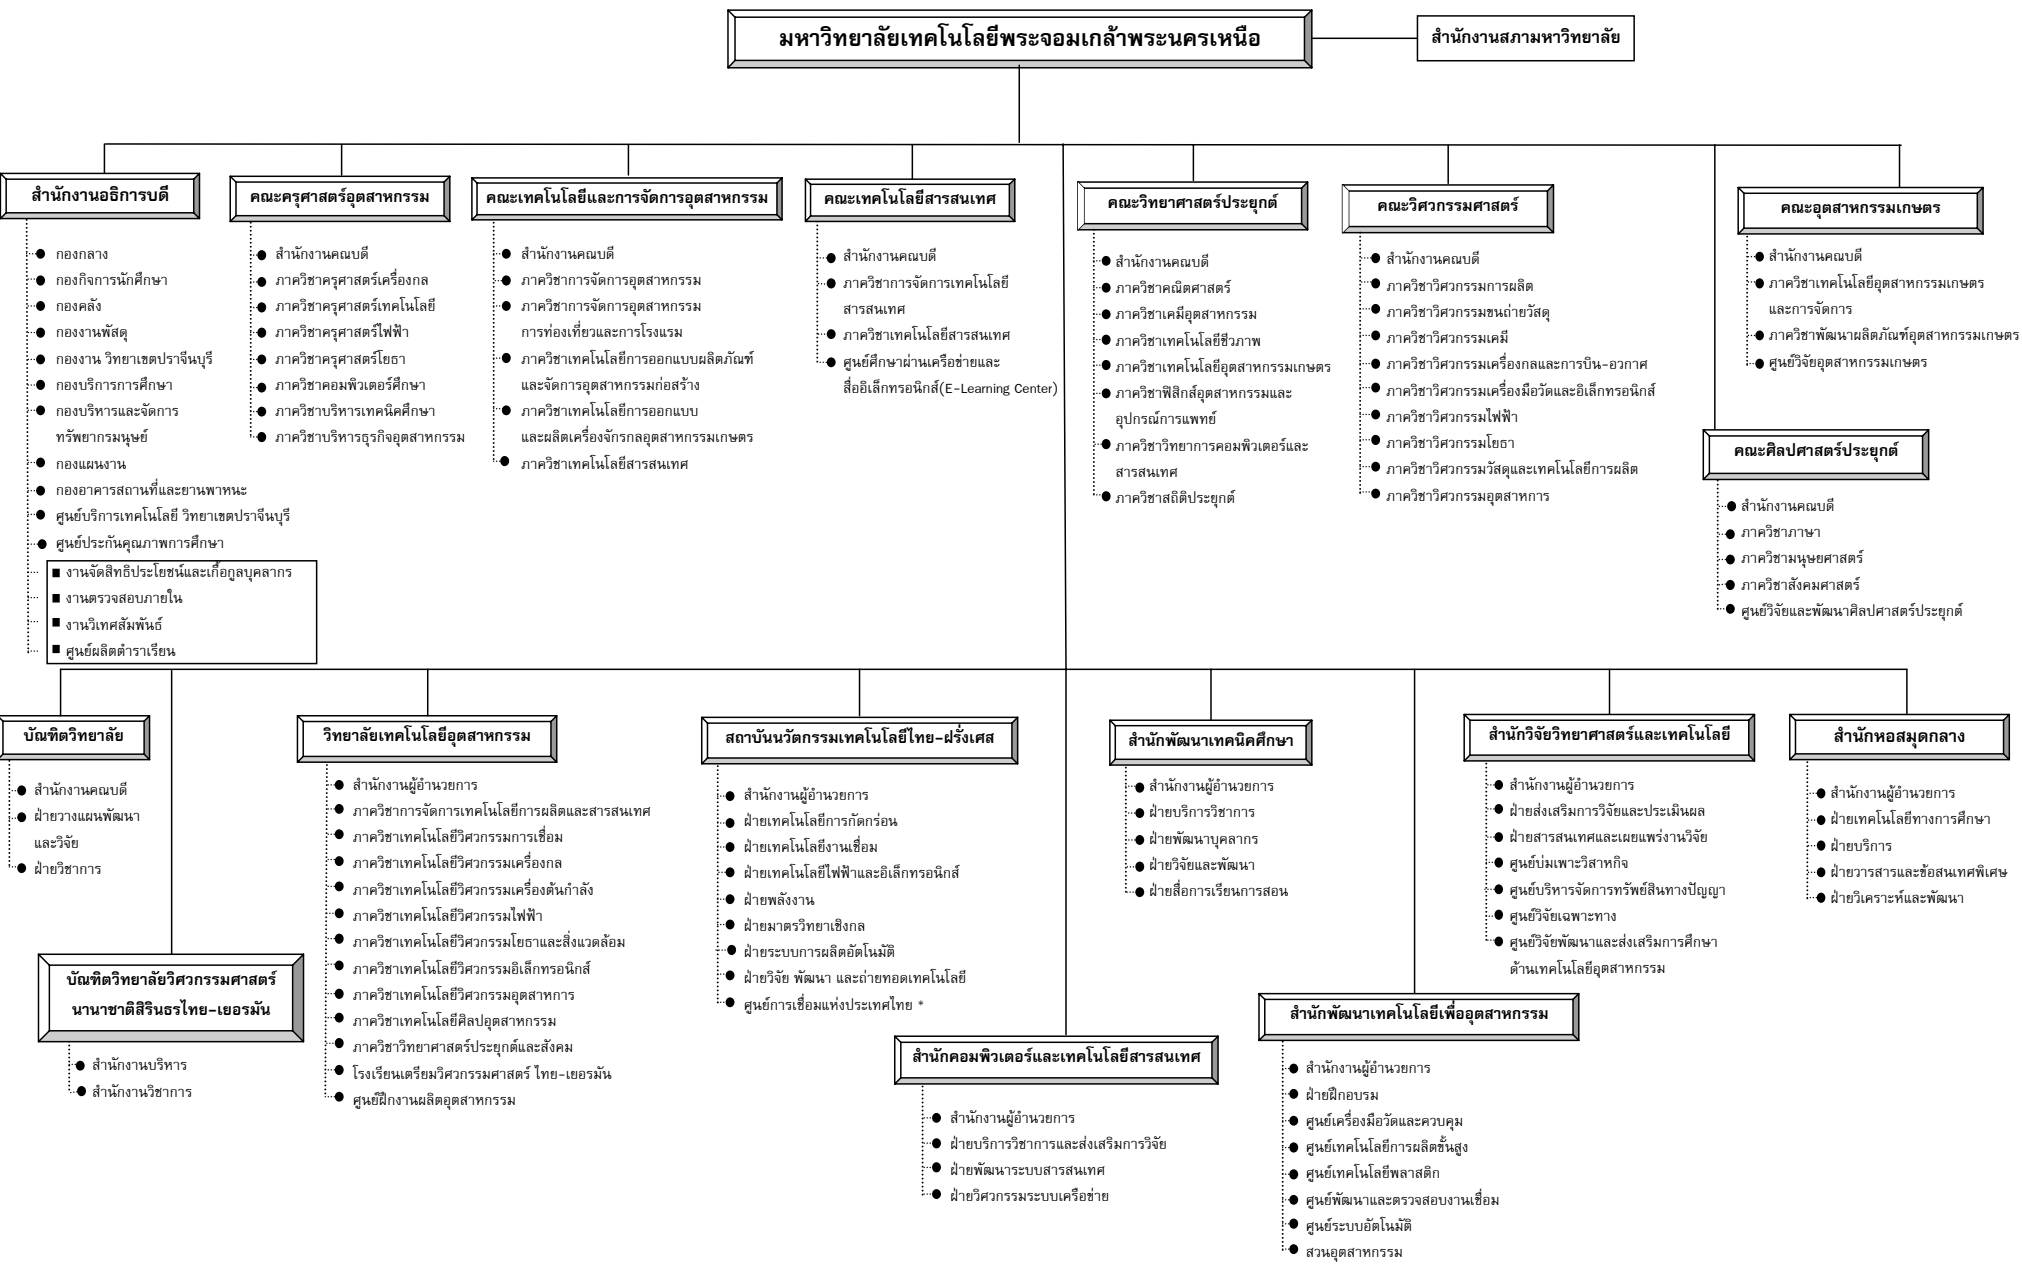 มหาวิทยาลัยเทคโนโลยีพระจอมเกล้าพระนครเหนือ
สำนักงานสภามหาวิทยาลัย
สำนักงานอธิการบดี
กองกลาง
กองกิจการนักศึกษา
กองคลัง
กองงานพัสดุ
กองงาน วิทยาเขตปราจีนบุรี
กองบริการการศึกษา
กองบริหารและจัดการ
ทรัพยากรมนุษย์
กองแผนงาน
กองอาคารสถานที่และยานพาหนะ
ศูนย์บริการเทคโนโลยี วิทยาเขตปราจีนบุรี
ศูนย์ประกันคุณภาพการศึกษา
งานจัดสิทธิประโยชน์และเกื้อกูลบุคลากร
งานตรวจสอบภายใน
งานวิเทศสัมพันธ์
ศูนย์ผลิตตำราเรียน
คณะครุศาสตร์อุตสาหกรรม
สำนักงานคณบดี
ภาควิชาครุศาสตร์เครื่องกล
ภาควิชาครุศาสตร์เทคโนโลยี
ภาควิชาครุศาสตร์ไฟฟ้า
ภาควิชาครุศาสตร์โยธา
ภาควิชาคอมพิวเตอร์ศึกษา
ภาควิชาบริหารเทคนิคศึกษา
ภาควิชาบริหารธุรกิจอุตสาหกรรม
คณะเทคโนโลยีและการจัดการอุตสาหกรรม
สำนักงานคณบดี
ภาควิชาการจัดการอุตสาหกรรม
ภาควิชาการจัดการอุตสาหกรรม
การท่องเที่ยวและการโรงแรม
ภาควิชาเทคโนโลยีการออกแบบผลิตภัณฑ์
และจัดการอุตสาหกรรมก่อสร้าง
ภาควิชาเทคโนโลยีการออกแบบ
และผลิตเครื่องจักรกลอุตสาหกรรมเกษตร
ภาควิชาเทคโนโลยีสารสนเทศ
คณะเทคโนโลยีสารสนเทศ
สำนักงานคณบดี
ภาควิชาการจัดการเทคโนโลยี
สารสนเทศ
ภาควิชาเทคโนโลยีสารสนเทศ
ศูนย์ศึกษาผ่านเครือข่ายและ
สื่ออิเล็กทรอนิกส์(E-Learning Center)
คณะวิทยาศาสตร์ประยุกต์
สำนักงานคณบดี
ภาควิชาคณิตศาสตร์
ภาควิชาเคมีอุตสาหกรรม
ภาควิชาเทคโนโลยีชีวภาพ
ภาควิชาเทคโนโลยีอุตสาหกรรมเกษตร
ภาควิชาฟิสิกส์อุตสาหกรรมและ
อุปกรณ์การแพทย์
ภาควิชาวิทยาการคอมพิวเตอร์และ
สารสนเทศ
ภาควิชาสถิติประยุกต์
คณะวิศวกรรมศาสตร์
สำนักงานคณบดี
ภาควิชาวิศวกรรมการผลิต
ภาควิชาวิศวกรรมขนถ่ายวัสดุ
ภาควิชาวิศวกรรมเคมี
ภาควิชาวิศวกรรมเครื่องกลและการบิน-อวกาศ
ภาควิชาวิศวกรรมเครื่องมือวัดและอิเล็กทรอนิกส์
ภาควิชาวิศวกรรมไฟฟ้า
ภาควิชาวิศวกรรมโยธา
ภาควิชาวิศวกรรมวัสดุและเทคโนโลยีการผลิต
ภาควิชาวิศวกรรมอุตสาหการ
คณะอุตสาหกรรมเกษตร
สำนักงานคณบดี
ภาควิชาเทคโนโลยีอุตสาหกรรมเกษตร
และการจัดการ
ภาควิชาพัฒนาผลิตภัณฑ์อุตสาหกรรมเกษตร
ศูนย์วิจัยอุตสาหกรรมเกษตร
คณะศิลปศาสตร์ประยุกต์
สำนักงานคณบดี
ภาควิชาภาษา
ภาควิชามนุษยศาสตร์
ภาควิชาสังคมศาสตร์
ศูนย์วิจัยและพัฒนาศิลปศาสตร์ประยุกต์
บัณฑิตวิทยาลัย
สำนักงานคณบดี
ฝ่ายวางแผนพัฒนา
และวิจัย
ฝ่ายวิชาการ
บัณฑิตวิทยาลัยวิศวกรรมศาสตร์
นานาชาติสิรินธรไทย-เยอรมัน
สำนักงานบริหาร
สำนักงานวิชาการ
วิทยาลัยเทคโนโลยีอุตสาหกรรม
สำนักงานผู้อำนวยการ
ภาควิชาการจัดการเทคโนโลยีการผลิตและสารสนเทศ
ภาควิชาเทคโนโลยีวิศวกรรมการเชื่อม
ภาควิชาเทคโนโลยีวิศวกรรมเครื่องกล
ภาควิชาเทคโนโลยีวิศวกรรมเครื่องต้นกำลัง
ภาควิชาเทคโนโลยีวิศวกรรมไฟฟ้า
ภาควิชาเทคโนโลยีวิศวกรรมโยธาและสิ่งแวดล้อม
ภาควิชาเทคโนโลยีวิศวกรรมอิเล็กทรอนิกส์
ภาควิชาเทคโนโลยีวิศวกรรมอุตสาหการ
ภาควิชาเทคโนโลยีศิลปอุตสาหกรรม
ภาควิชาวิทยาศาสตร์ประยุกต์และสังคม
โรงเรียนเตรียมวิศวกรรมศาสตร์ ไทย-เยอรมัน
ศูนย์ฝึกงานผลิตอุตสาหกรรม
สถาบันนวัตกรรมเทคโนโลยีไทย-ฝรั่งเศส
สำนักงานผู้อำนวยการ
ฝ่ายเทคโนโลยีการกัดกร่อน
ฝ่ายเทคโนโลยีงานเชื่อม
ฝ่ายเทคโนโลยีไฟฟ้าและอิเล็กทรอนิกส์
ฝ่ายพลังงาน
ฝ่ายมาตรวิทยาเชิงกล
ฝ่ายระบบการผลิตอัตโนมัติ
ฝ่ายวิจัย พัฒนา และถ่ายทอดเทคโนโลยี
ศูนย์การเชื่อมแห่งประเทศไทย *
สำนักคอมพิวเตอร์และเทคโนโลยีสารสนเทศ
สำนักงานผู้อำนวยการ
ฝ่ายบริการวิชาการและส่งเสริมการวิจัย
ฝ่ายพัฒนาระบบสารสนเทศ
ฝ่ายวิศวกรรมระบบเครือข่าย
สำนักพัฒนาเทคนิคศึกษา
สำนักงานผู้อำนวยการ
ฝ่ายบริการวิชาการ
ฝ่ายพัฒนาบุคลากร
ฝ่ายวิจัยและพัฒนา
ฝ่ายสื่อการเรียนการสอน
สำนักพัฒนาเทคโนโลยีเพื่ออุตสาหกรรม
สำนักงานผู้อำนวยการ
ฝ่ายฝึกอบรม
ศูนย์เครื่องมือวัดและควบคุม
ศูนย์เทคโนโลยีการผลิตขั้นสูง
ศูนย์เทคโนโลยีพลาสติก
ศูนย์พัฒนาและตรวจสอบงานเชื่อม
ศูนย์ระบบอัตโนมัติ
สวนอุตสาหกรรม
สำนักวิจัยวิทยาศาสตร์และเทคโนโลยี
สำนักงานผู้อำนวยการ
ฝ่ายส่งเสริมการวิจัยและประเมินผล
ฝ่ายสารสนเทศและเผยแพร่งานวิจัย
ศูนย์บ่มเพาะวิสาหกิจ
ศูนย์บริหารจัดการทรัพย์สินทางปัญญา
ศูนย์วิจัยเฉพาะทาง
ศูนย์วิจัยพัฒนาและส่งเสริมการศึกษา
ด้านเทคโนโลยีอุตสาหกรรม
สำนักหอสมุดกลาง
สำนักงานผู้อำนวยการ
ฝ่ายเทคโนโลยีทางการศึกษา
ฝ่ายบริการ
ฝ่ายวารสารและข้อสนเทศพิเศษ
ฝ่ายวิเคราะห์และพัฒนา